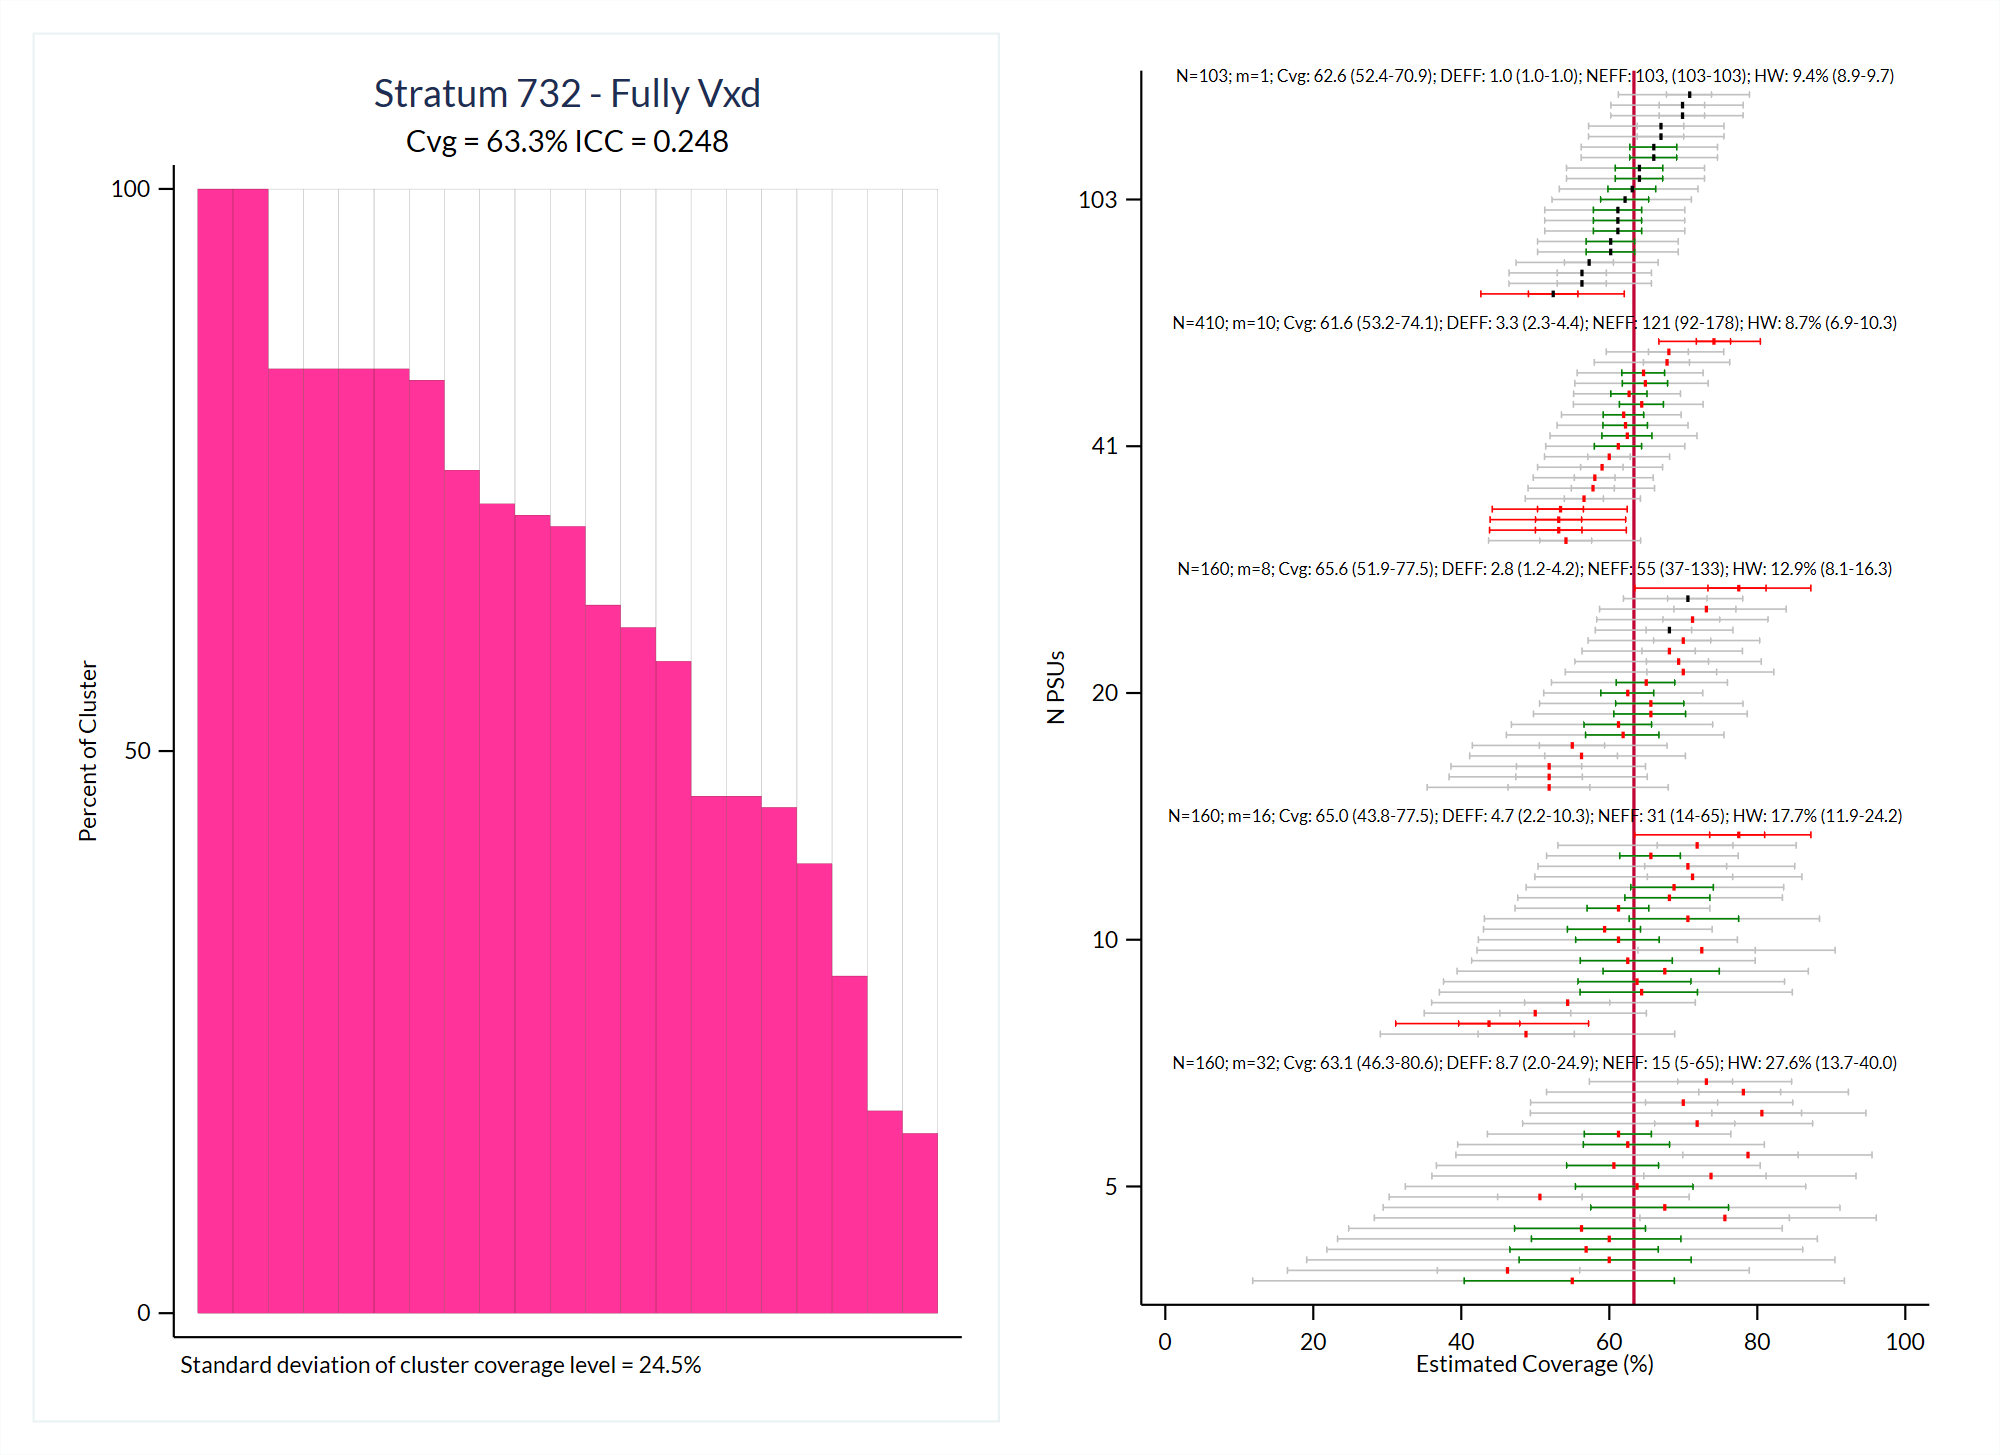 Stratum 732 - Fully Vxd
Cvg = 63.3% ICC = 0.248
100
50
0
Percent of Cluster
Standard deviation of cluster coverage level = 24.5%
N=103; m=1; Cvg: 62.6 (52.4-70.9); DEFF: 1.0 (1.0-1.0); NEFF: 103, (103-103); HW: 9.4% (8.9-9.7)
103
N=410; m=10; Cvg: 61.6 (53.2-74.1); DEFF: 3.3 (2.3-4.4); NEFF: 121 (92-178); HW: 8.7% (6.9-10.3)
41
N=160; m=8; Cvg: 65.6 (51.9-77.5); DEFF: 2.8 (1.2-4.2); NEFF: 55 (37-133); HW: 12.9% (8.1-16.3)
N PSUs
20
N=160; m=16; Cvg: 65.0 (43.8-77.5); DEFF: 4.7 (2.2-10.3); NEFF: 31 (14-65); HW: 17.7% (11.9-24.2)
10
N=160; m=32; Cvg: 63.1 (46.3-80.6); DEFF: 8.7 (2.0-24.9); NEFF: 15 (5-65); HW: 27.6% (13.7-40.0)
5
0 20 40 60 80 100
Estimated Coverage (%)